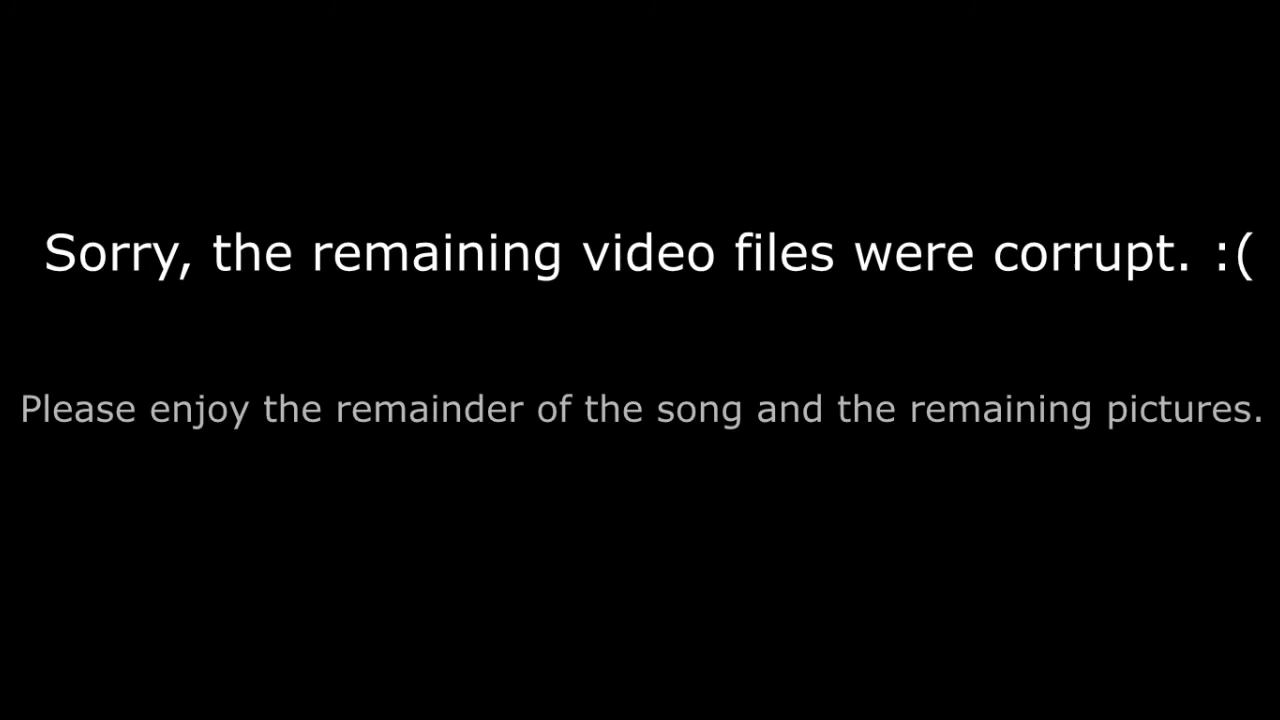 Sorry, the remaining video files were corrupt. :(
Please enjoy the remainder of the song and the remaining pictures.